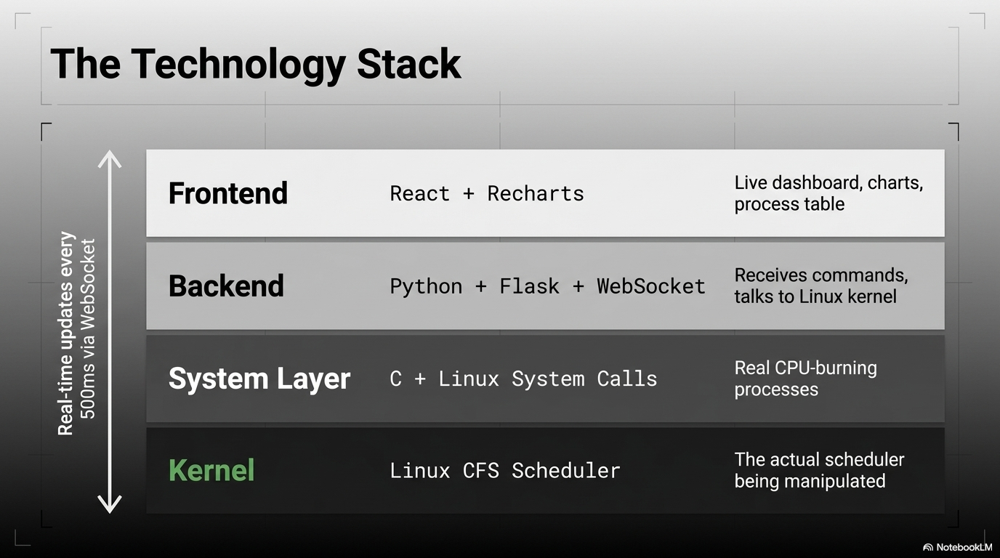 The Technology Stack
Real-time updates every
500ms via WebSocket
Frontend
React + Recharts
Live dashboard, charts,
process table
Backend
Python + Flask + WebSocket
Receives commands,
talks to Linux kernel
System Layer
C + Linux System Calls
Real CPU-burning
processes
Kernel
Linux CFS Scheduler
The actual scheduler
being manipulated
NotebookLM